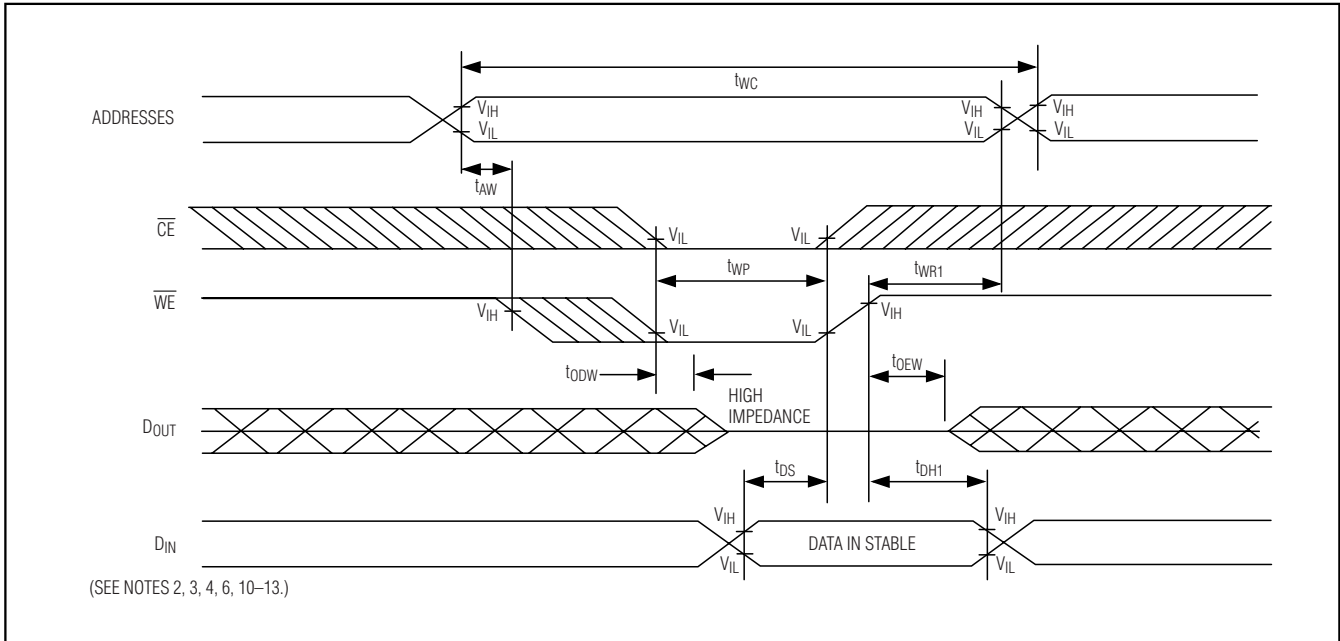 tWC
ADDRESSES
VIH
VIL
VIH
VIL
VIH
VIL
tAW
CE
VIL
VIL
tWP
tWR1
WE
VIH
VIL
VIL
VIH
tODW
tOEW
HIGH
IMPEDANCE
DOUT
tDS
tDH1
VIH
VIH
DIN
DATA IN STABLE
VIL
VIL
(SEE NOTES 2, 3, 4, 6, 10–13.)